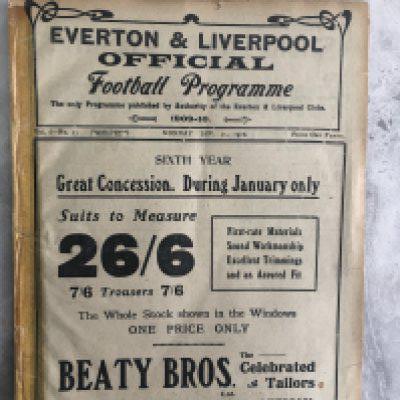 EVERTON & LIVERPOOL
OFFICIAL
Football Programme
The only Programme published by Authority of the Everton & Liverpool Clubs.
1909-10.
SIXTH YEAR
Great Concession. During January only
Suits to Measure
26/6
7/6 Trousers 7/6
First-rate Materials
Sound Workmanship
Excellent Trimmings
and an Assured Fit
The Whole Stock shown in the Windows
ONE PRICE ONLY
BEATY BROS.
The Celebrated
Tailors